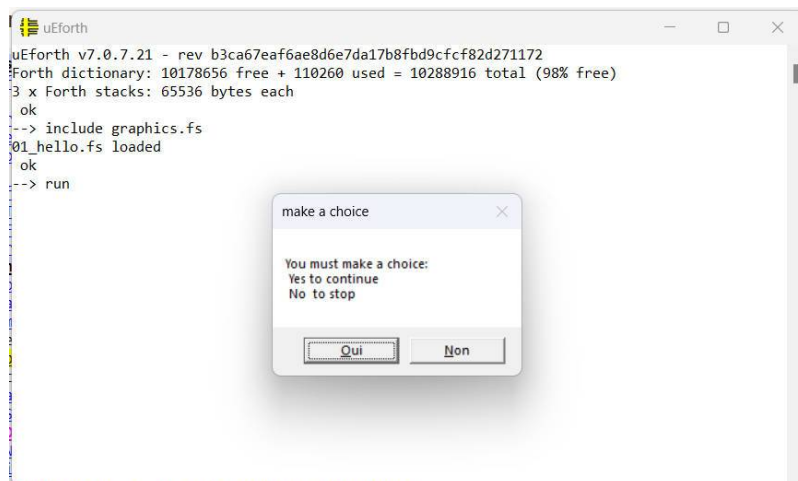 uEforth
uEforth v7.0.7.21 - rev b3ca67eaf6ae8d6e7da17b8fbd9cfcf82d271172
Forth dictionary: 10178656 free + 110260 used = 10288916 total (98% free)
3 x Forth stacks: 65536 bytes each
ok
--> include graphics.fs
01_hello.fs loaded
ok
--> run
make a choice
You must make a choice:
Yes to continue
No to stop
Oui
Non